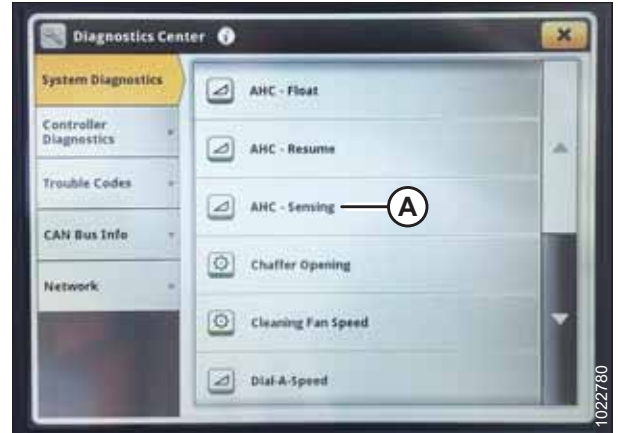 Diagnostics Center
System Diagnostics
Controller
Diagnostics
Trouble Codes
CAN Bus Info
Network
AHC - Float
AHC - Resume
AHC - Sensing
A
Chaffer Opening
Cleaning Fan Speed
Dial-A-Speed
1022780